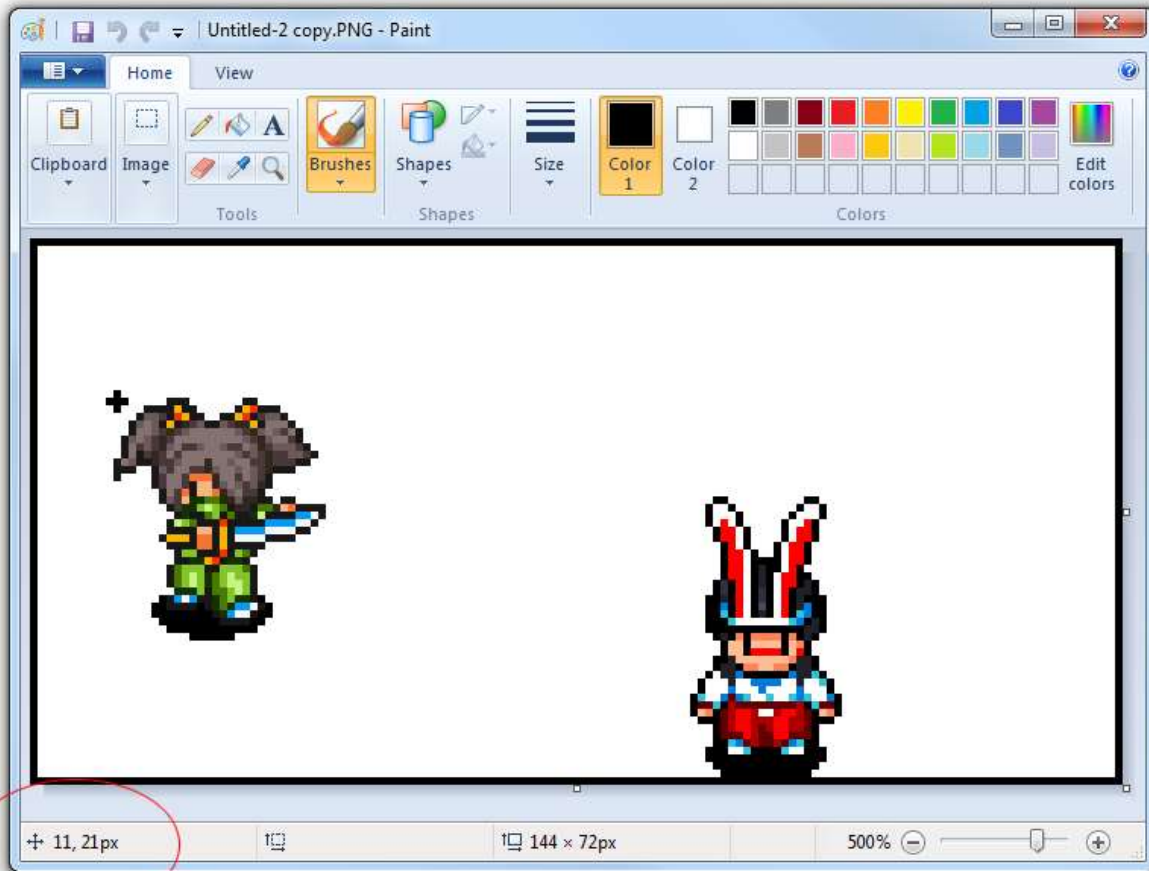 Untitled-2 copy.PNG - Paint
Home View
Clipboard
Image
A
Tools
Brushes
Shapes
Shapes
Size
Color 1
Color 2
Edit colors
Colors
11, 21px
144 × 72px
500%